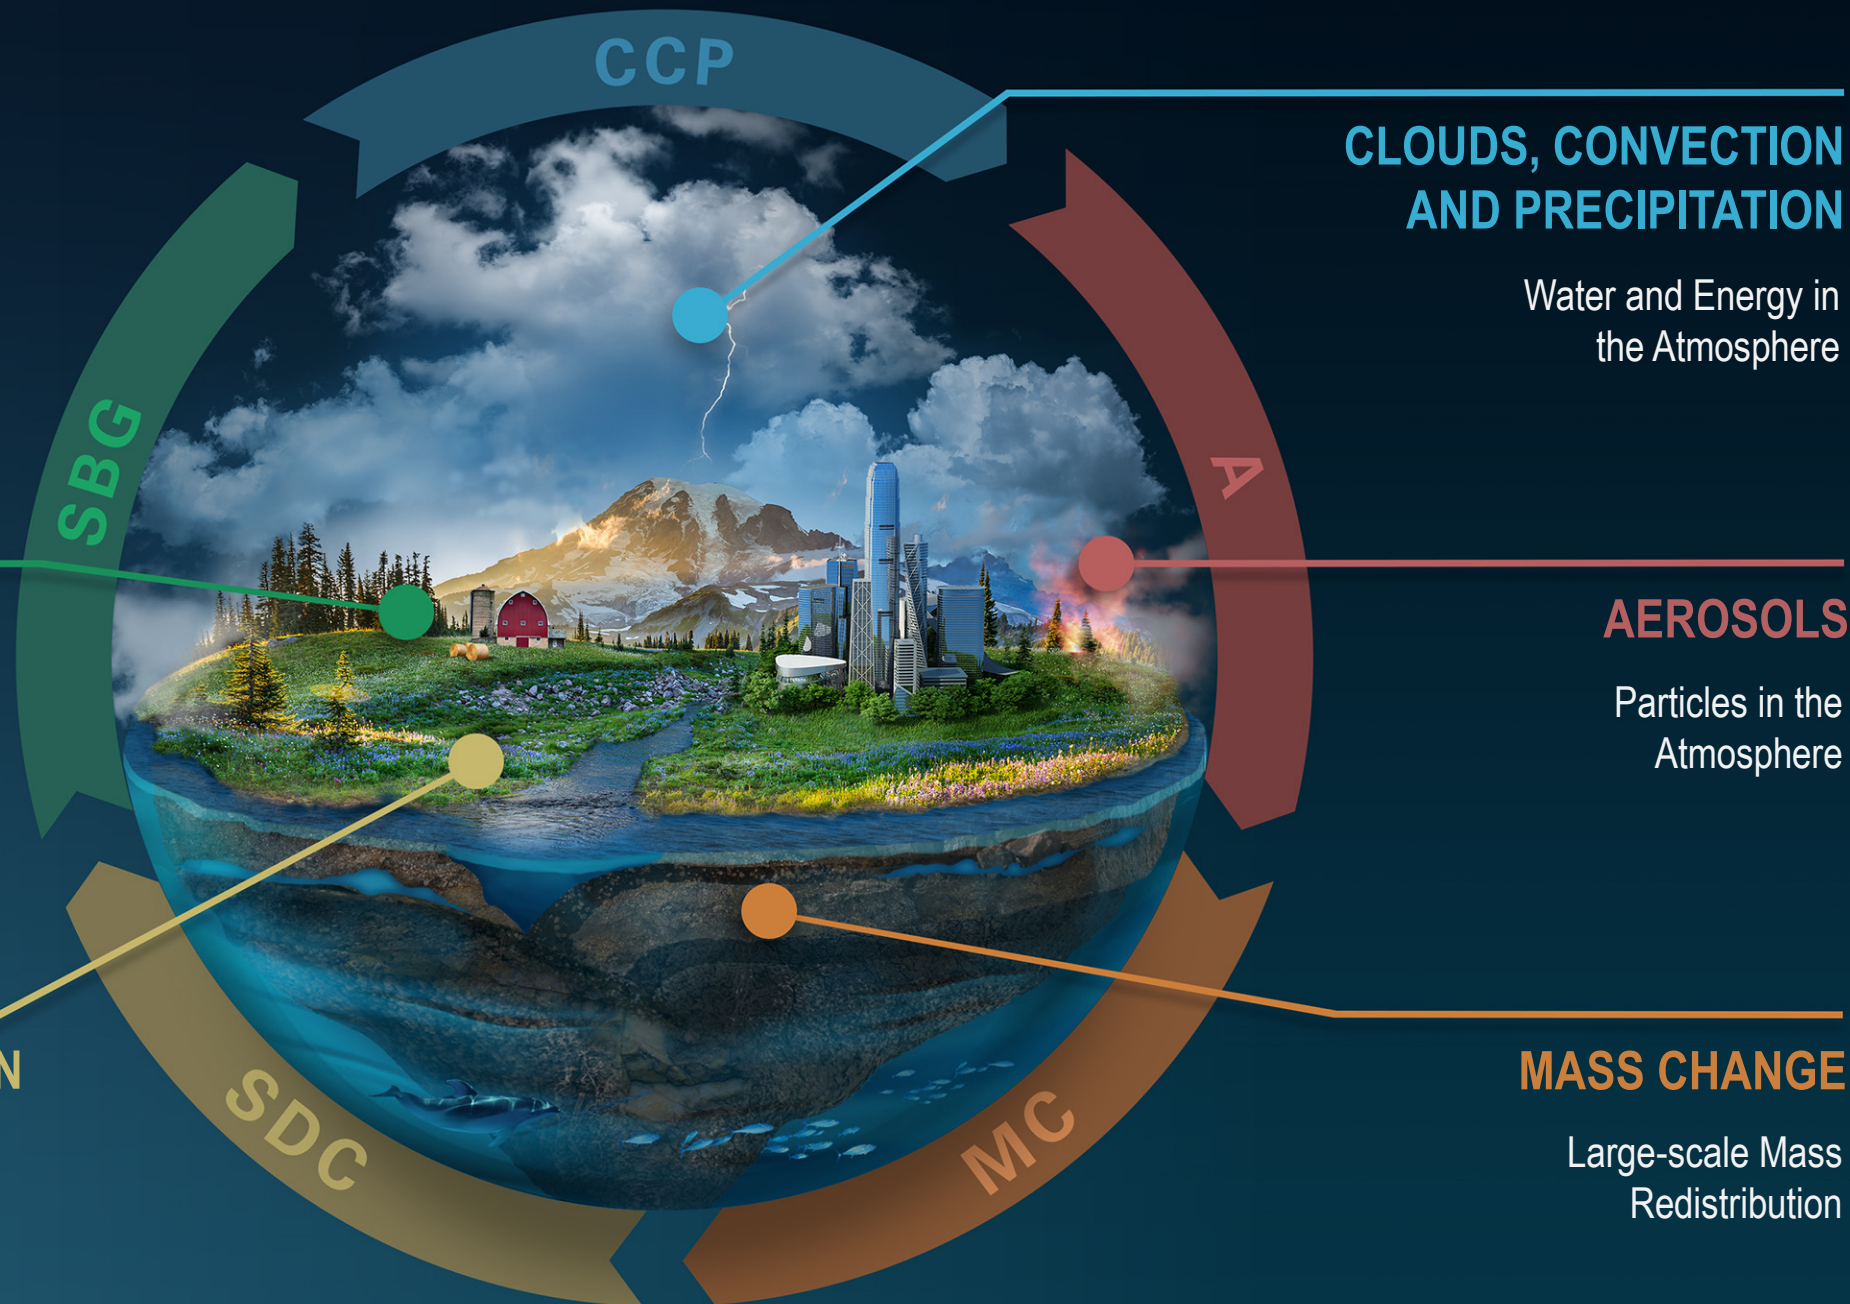 CCP
CLOUDS, CONVECTION
AND PRECIPITATION
Water and Energy in
the Atmosphere
SBG
A
AEROSOLS
Particles in the
Atmosphere
N
SDC
MC
MASS CHANGE
Large-scale Mass
Redistribution